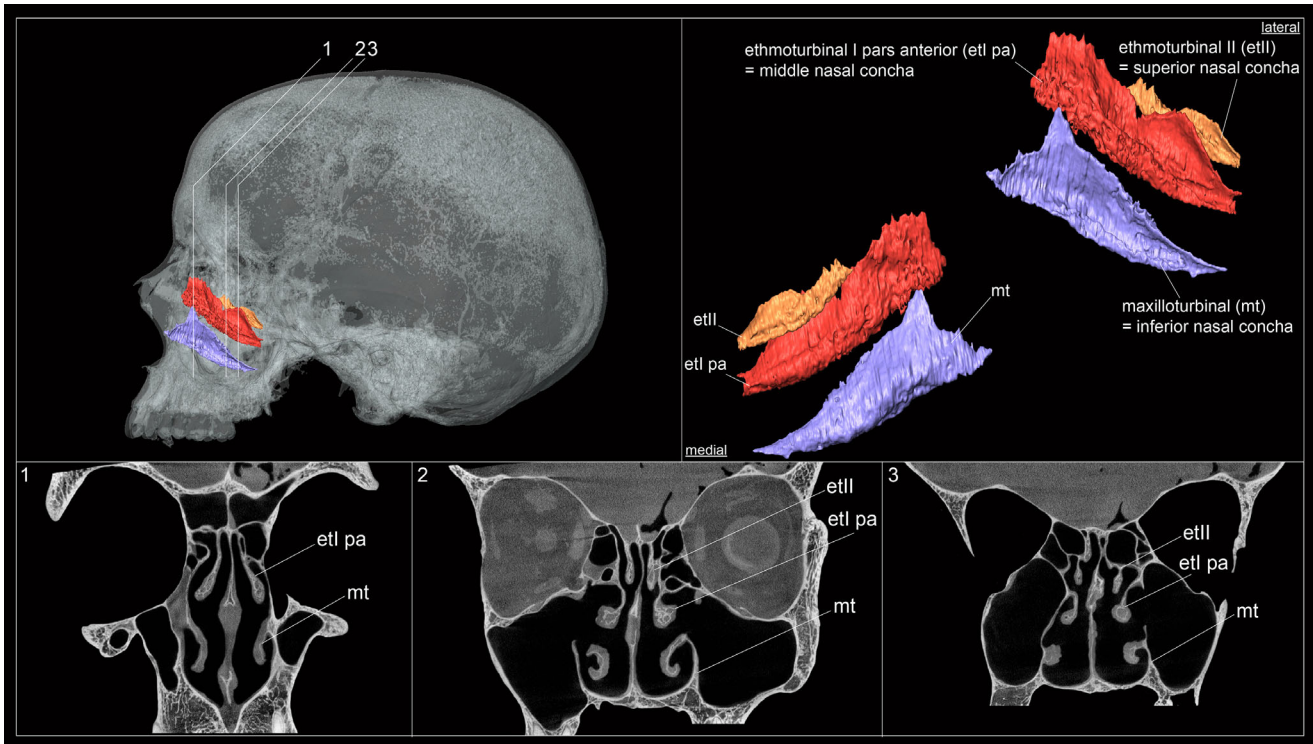 1 23
lateral
ethmoturbinal I pars anterior (etI pa)
= middle nasal concha
ethmoturbinal II (etII)
= superior nasal concha
mt
etII
etI pa
maxilloturbinal (mt)
= inferior nasal concha
medial
1
etI pa
mt
2
etII
etI pa
mt
3
etII
etI pa
mt